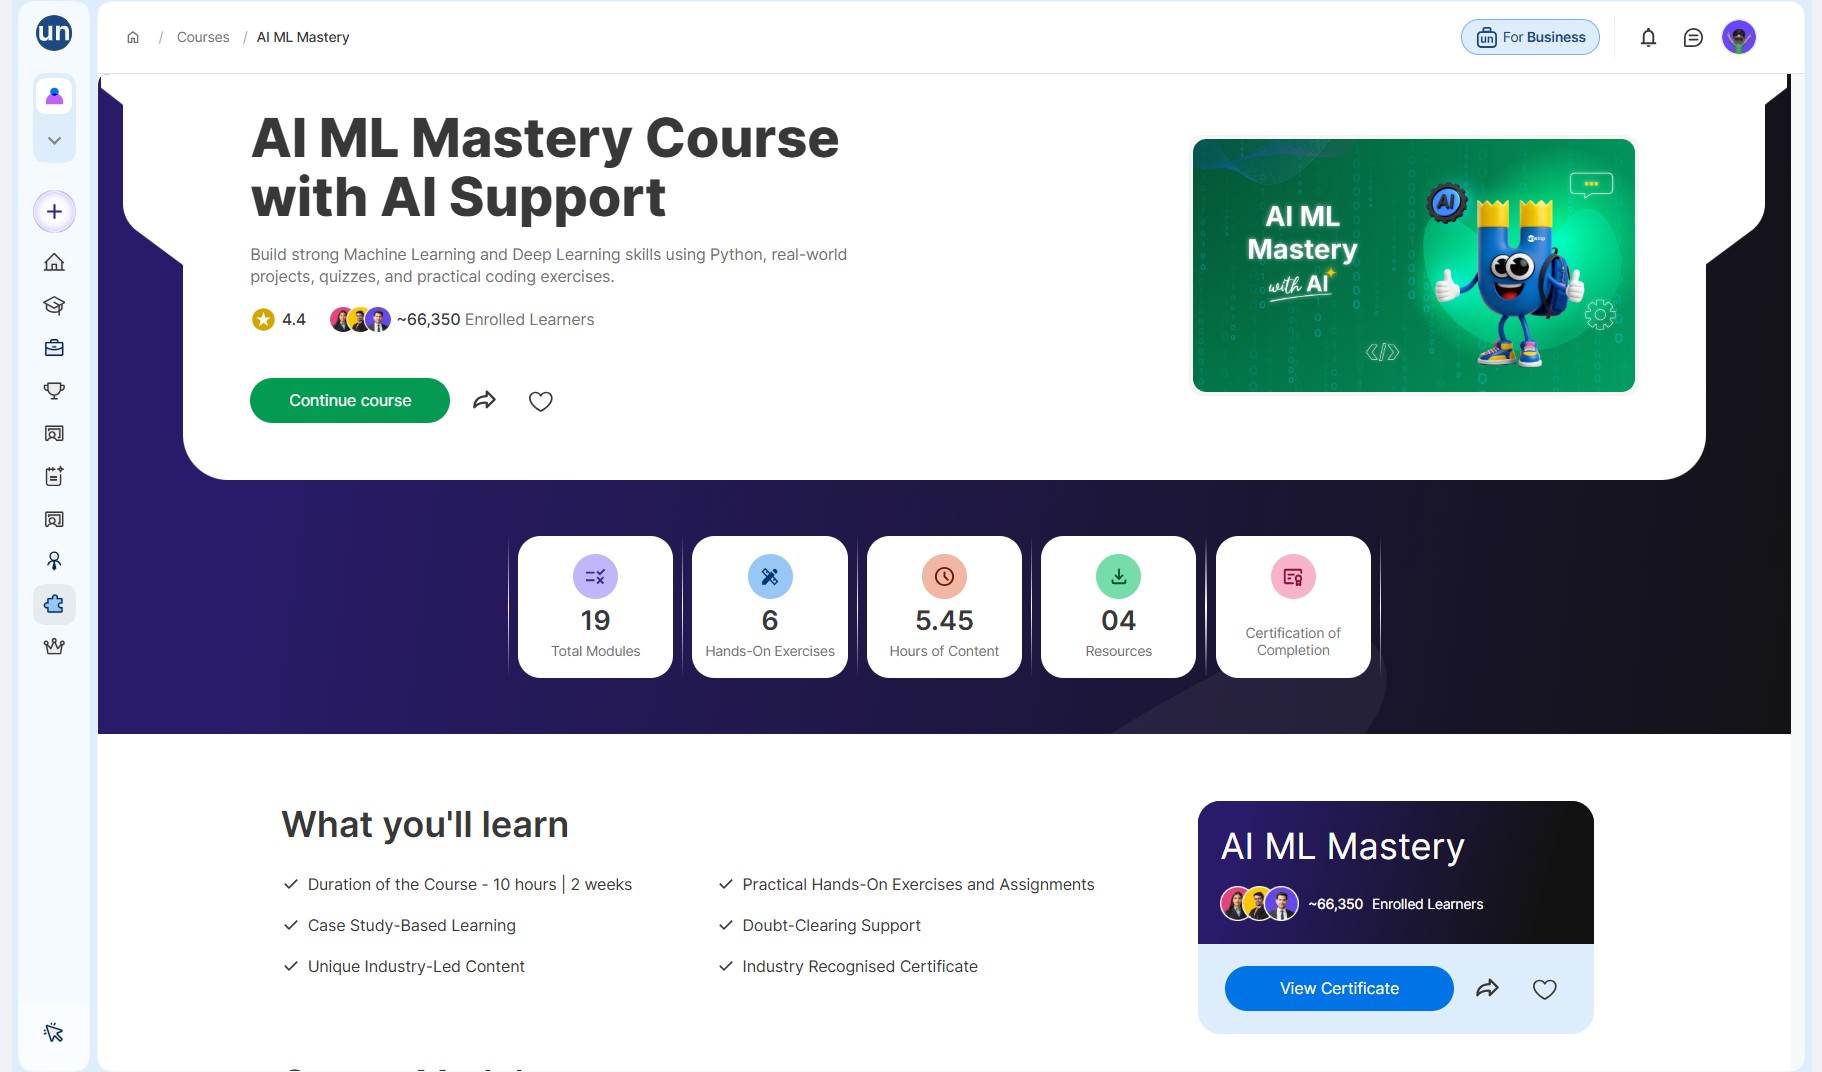 un
/ Courses / AI ML Mastery
un For Business
AI ML Mastery Course
with AI Support
Build strong Machine Learning and Deep Learning skills using Python, real-world
projects, quizzes, and practical coding exercises.
4.4 ~66,350 Enrolled Learners
Continue course
AI ML
Mastery
with AI
AI
19
Total Modules
6
Hands-On Exercises
5.45
Hours of Content
04
Resources
Certification of
Completion
What you'll learn
Duration of the Course - 10 hours | 2 weeks
Practical Hands-On Exercises and Assignments
Case Study-Based Learning
Doubt-Clearing Support
Unique Industry-Led Content
Industry Recognised Certificate
AI ML Mastery
~66,350 Enrolled Learners
View Certificate